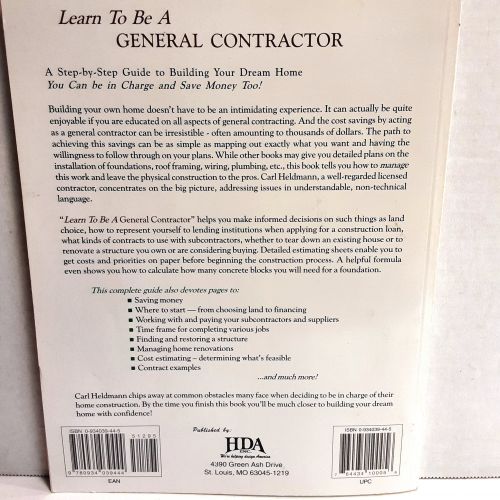 Learn To Be A
GENERAL CONTRACTOR
A Step-by-Step Guide to Building Your Dream Home
You Can be in Charge and Save Money Too!
Building your own home doesn't have to be an intimidating experience. It can actually be quite
enjoyable if you are educated on all aspects of general contracting. And the cost savings by acting
as a general contractor can be irresistible - often amounting to thousands of dollars. The path to
achieving this savings can be as simple as mapping out exactly what you want and having the
willingness to follow through on your plans. While other books may give you detailed plans on the
installation of foundations, roof framing, wiring, plumbing, etc., this book tells you how to manage
this work and leave the physical construction to the pros. Carl Heldmann, a well-regarded licensed
contractor, concentrates on the big picture, addressing issues in understandable, non-technical
language.
"Learn To Be A General Contractor" helps you make informed decisions on such things as land
choice, how to represent yourself to lending institutions when applying for a construction loan,
what kinds of contracts to use with subcontractors, whether to tear down an existing house or to
renovate a structure you own or are considering buying. Detailed estimating sheets enable you to
get costs and priorities on paper before beginning the construction process. A helpful formula
even shows you how to calculate how many concrete blocks you will need for a foundation.
This complete guide also devotes pages to:
■ Saving money
■ Where to start — from choosing land to financing
■ Working with and paying your subcontractors and suppliers
■ Time frame for completing various jobs
■ Finding and restoring a structure
■ Managing home renovations
■ Cost estimating – determining what's feasible
■ Contract examples
...and much more!
Carl Heldmann chips away at common obstacles many face when deciding to be in charge of their
home construction. By the time you finish this book you'll be much closer to building your dream
home with confidence!
ISBN 0-934039-44-5
51295
9 780934 039444
EAN
Published by:
HDA
INC.
We're helping design America
4390 Green Ash Drive
St. Louis, MO 63045-1219
ISBN 0-934039-44-5
UPC